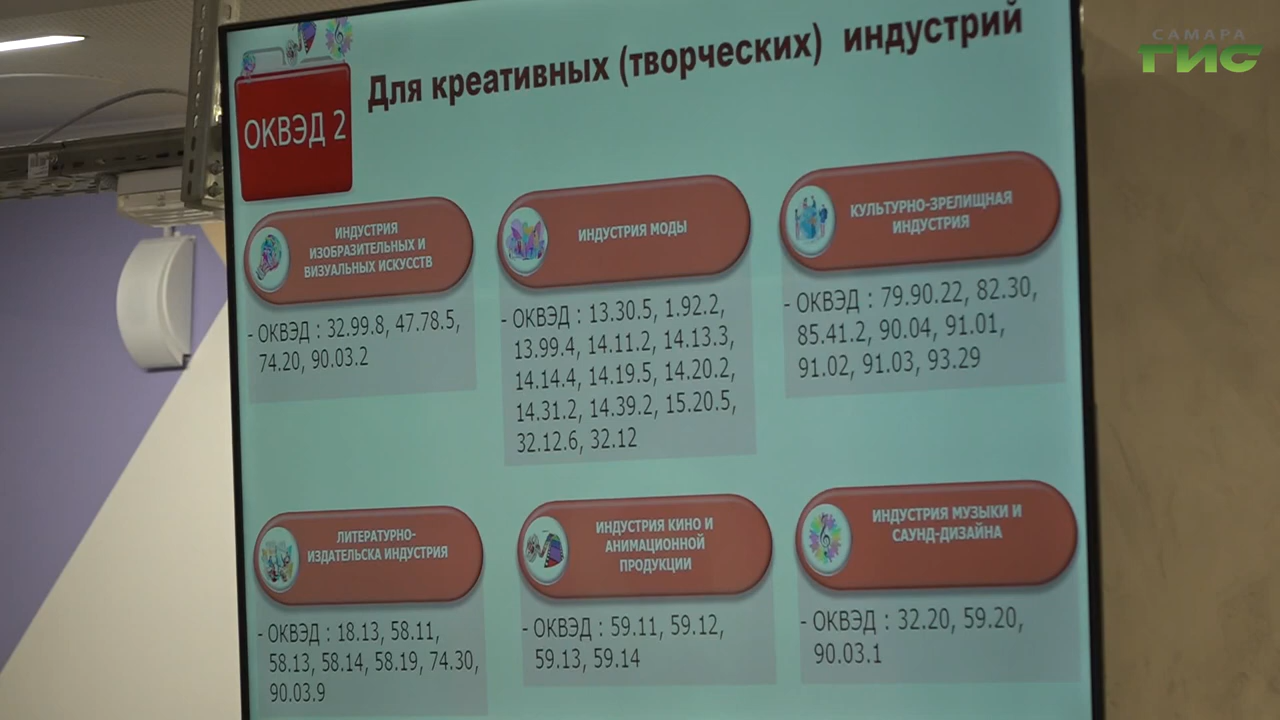 САМАРА
ГИС
ОКВЭД 2
Для креативных (творческих) индустрий
ИНДУСТРИЯ
ИЗОБРАЗИТЕЛЬНЫХ И
ВИЗУАЛЬНЫХ ИСКУССТВ
- ОКВЭД : 32.99.8, 47.78.5,
74.20, 90.03.2
ИНДУСТРИЯ МОДЫ
- ОКВЭД : 13.30.5, 1.92.2,
13.99.4, 14.11.2, 14.13.3,
14.14.4, 14.19.5, 14.20.2,
14.31.2, 14.39.2, 15.20.5,
32.12.6, 32.12
КУЛЬТУРНО-ЗРЕЛИЩНАЯ
ИНДУСТРИЯ
- ОКВЭД : 79.90.22, 82.30,
85.41.2, 90.04, 91.01,
91.02, 91.03, 93.29
ЛИТЕРАТУРНО-
ИЗДАТЕЛЬСКА ИНДУСТРИЯ
- ОКВЭД : 18.13, 58.11,
58.13, 58.14, 58.19, 74.30,
90.03.9
ИНДУСТРИЯ КИНО И
АНИМАЦИОННОЙ
ПРОДУКЦИИ
- ОКВЭД : 59.11, 59.12,
59.13, 59.14
ИНДУСТРИЯ МУЗЫКИ И
САУНД-ДИЗАЙНА
- ОКВЭД : 32.20, 59.20,
90.03.1